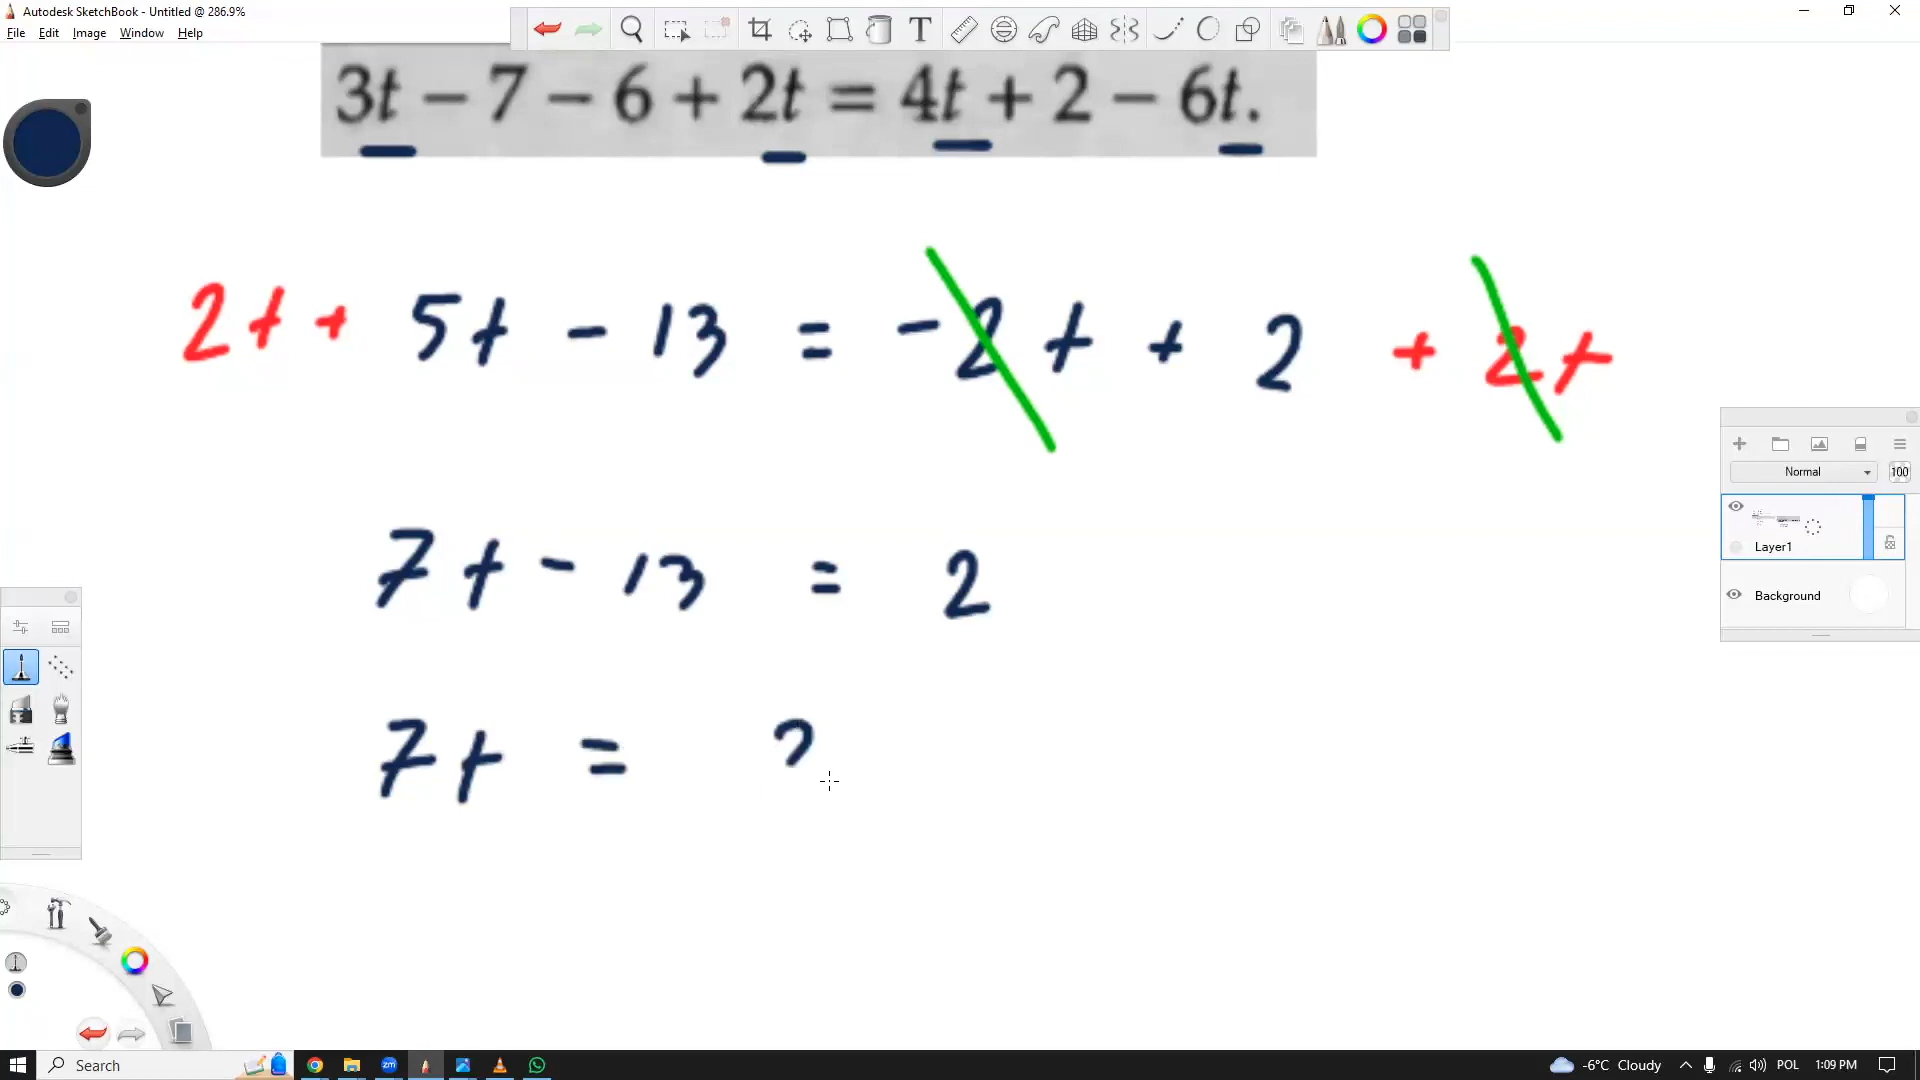 Autodesk SketchBook - Untitled @ 286.9%
File Edit Image Window Help
T
3t − 7 − 6 + 2t = 4t + 2 − 6t.
2t + 5t - 13 = -2t + 2 + 2t
Normal 100
Layer1
Background
7t - 13 = 2
7t =
Search
zm
-6°C Cloudy
POL
1:09 PM